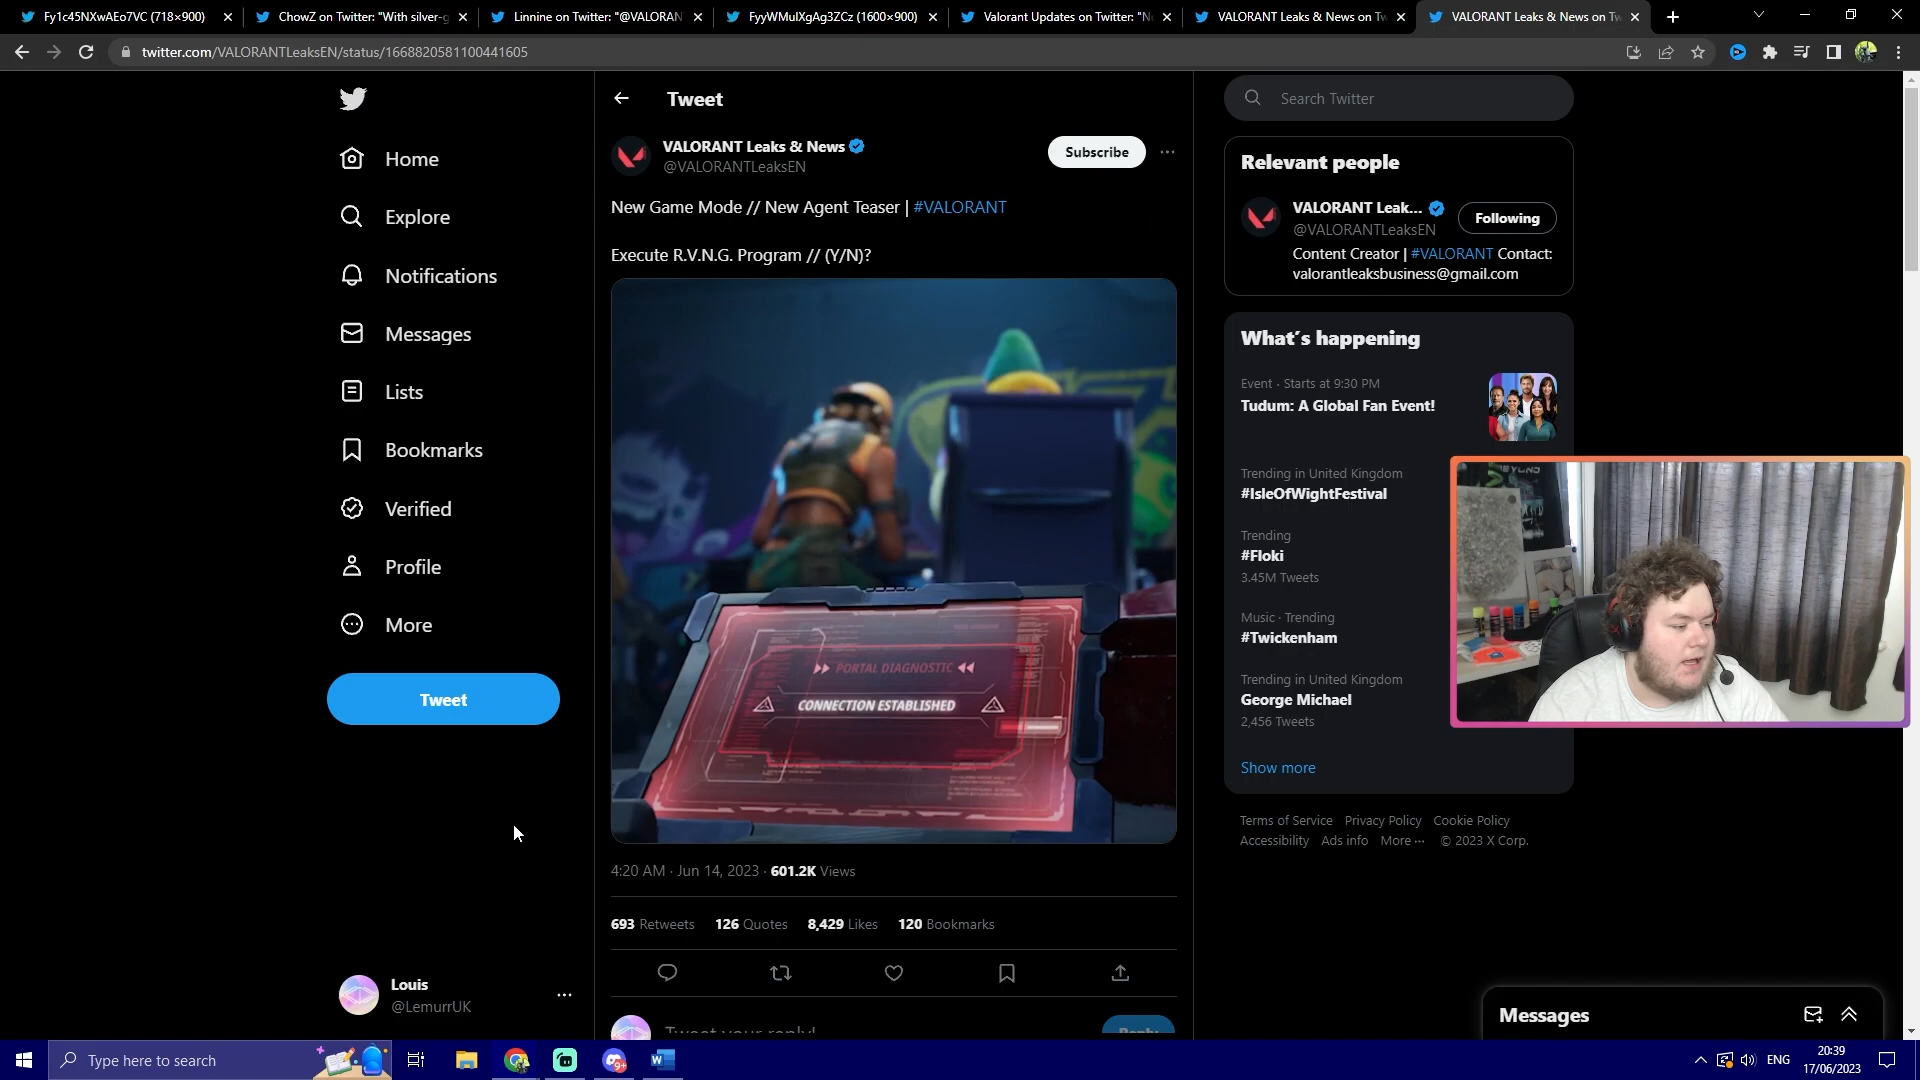 Fy1c45NXwAEo7VC (718×900)
ChowZ on Twitter: "With silver-g
Linnine on Twitter: "@VALORAN
FyyWMulXgAg3ZCz (1600×900)
Valorant Updates on Twitter: "N
VALORANT Leaks & News on Tw
VALORANT Leaks & News on Tw
twitter.com/VALORANTLeaksEN/status/1668820581100441605
Home
Explore
Notifications
Messages
Lists
Bookmarks
Verified
Profile
More
Tweet
Louis
@LemurrUK
Tweet
VALORANT Leaks & News
@VALORANTLeaksEN
Subscribe
New Game Mode // New Agent Teaser | #VALORANT
Execute R.V.N.G. Program // (Y/N)?
PORTAL DIAGNOSTIC
CONNECTION ESTABLISHED
4:20 AM · Jun 14, 2023 · 601.2K Views
693 Retweets 126 Quotes 8,429 Likes 120 Bookmarks
Tweet your reply!
Reply
Search Twitter
Relevant people
VALORANT Leak...
@VALORANTLeaksEN
Following
Content Creator | #VALORANT Contact:
valorantleaksbusiness@gmail.com
What's happening
Event · Starts at 9:30 PM
Tudum: A Global Fan Event!
Trending in United Kingdom
#IsleOfWightFestival
Trending
#Floki
3.45M Tweets
Music · Trending
#Twickenham
Trending in United Kingdom
George Michael
2,456 Tweets
Show more
Terms of Service Privacy Policy Cookie Policy
Accessibility Ads info More ··· © 2023 X Corp.
Messages
Type here to search
9+
ENG
20:39
17/06/2023